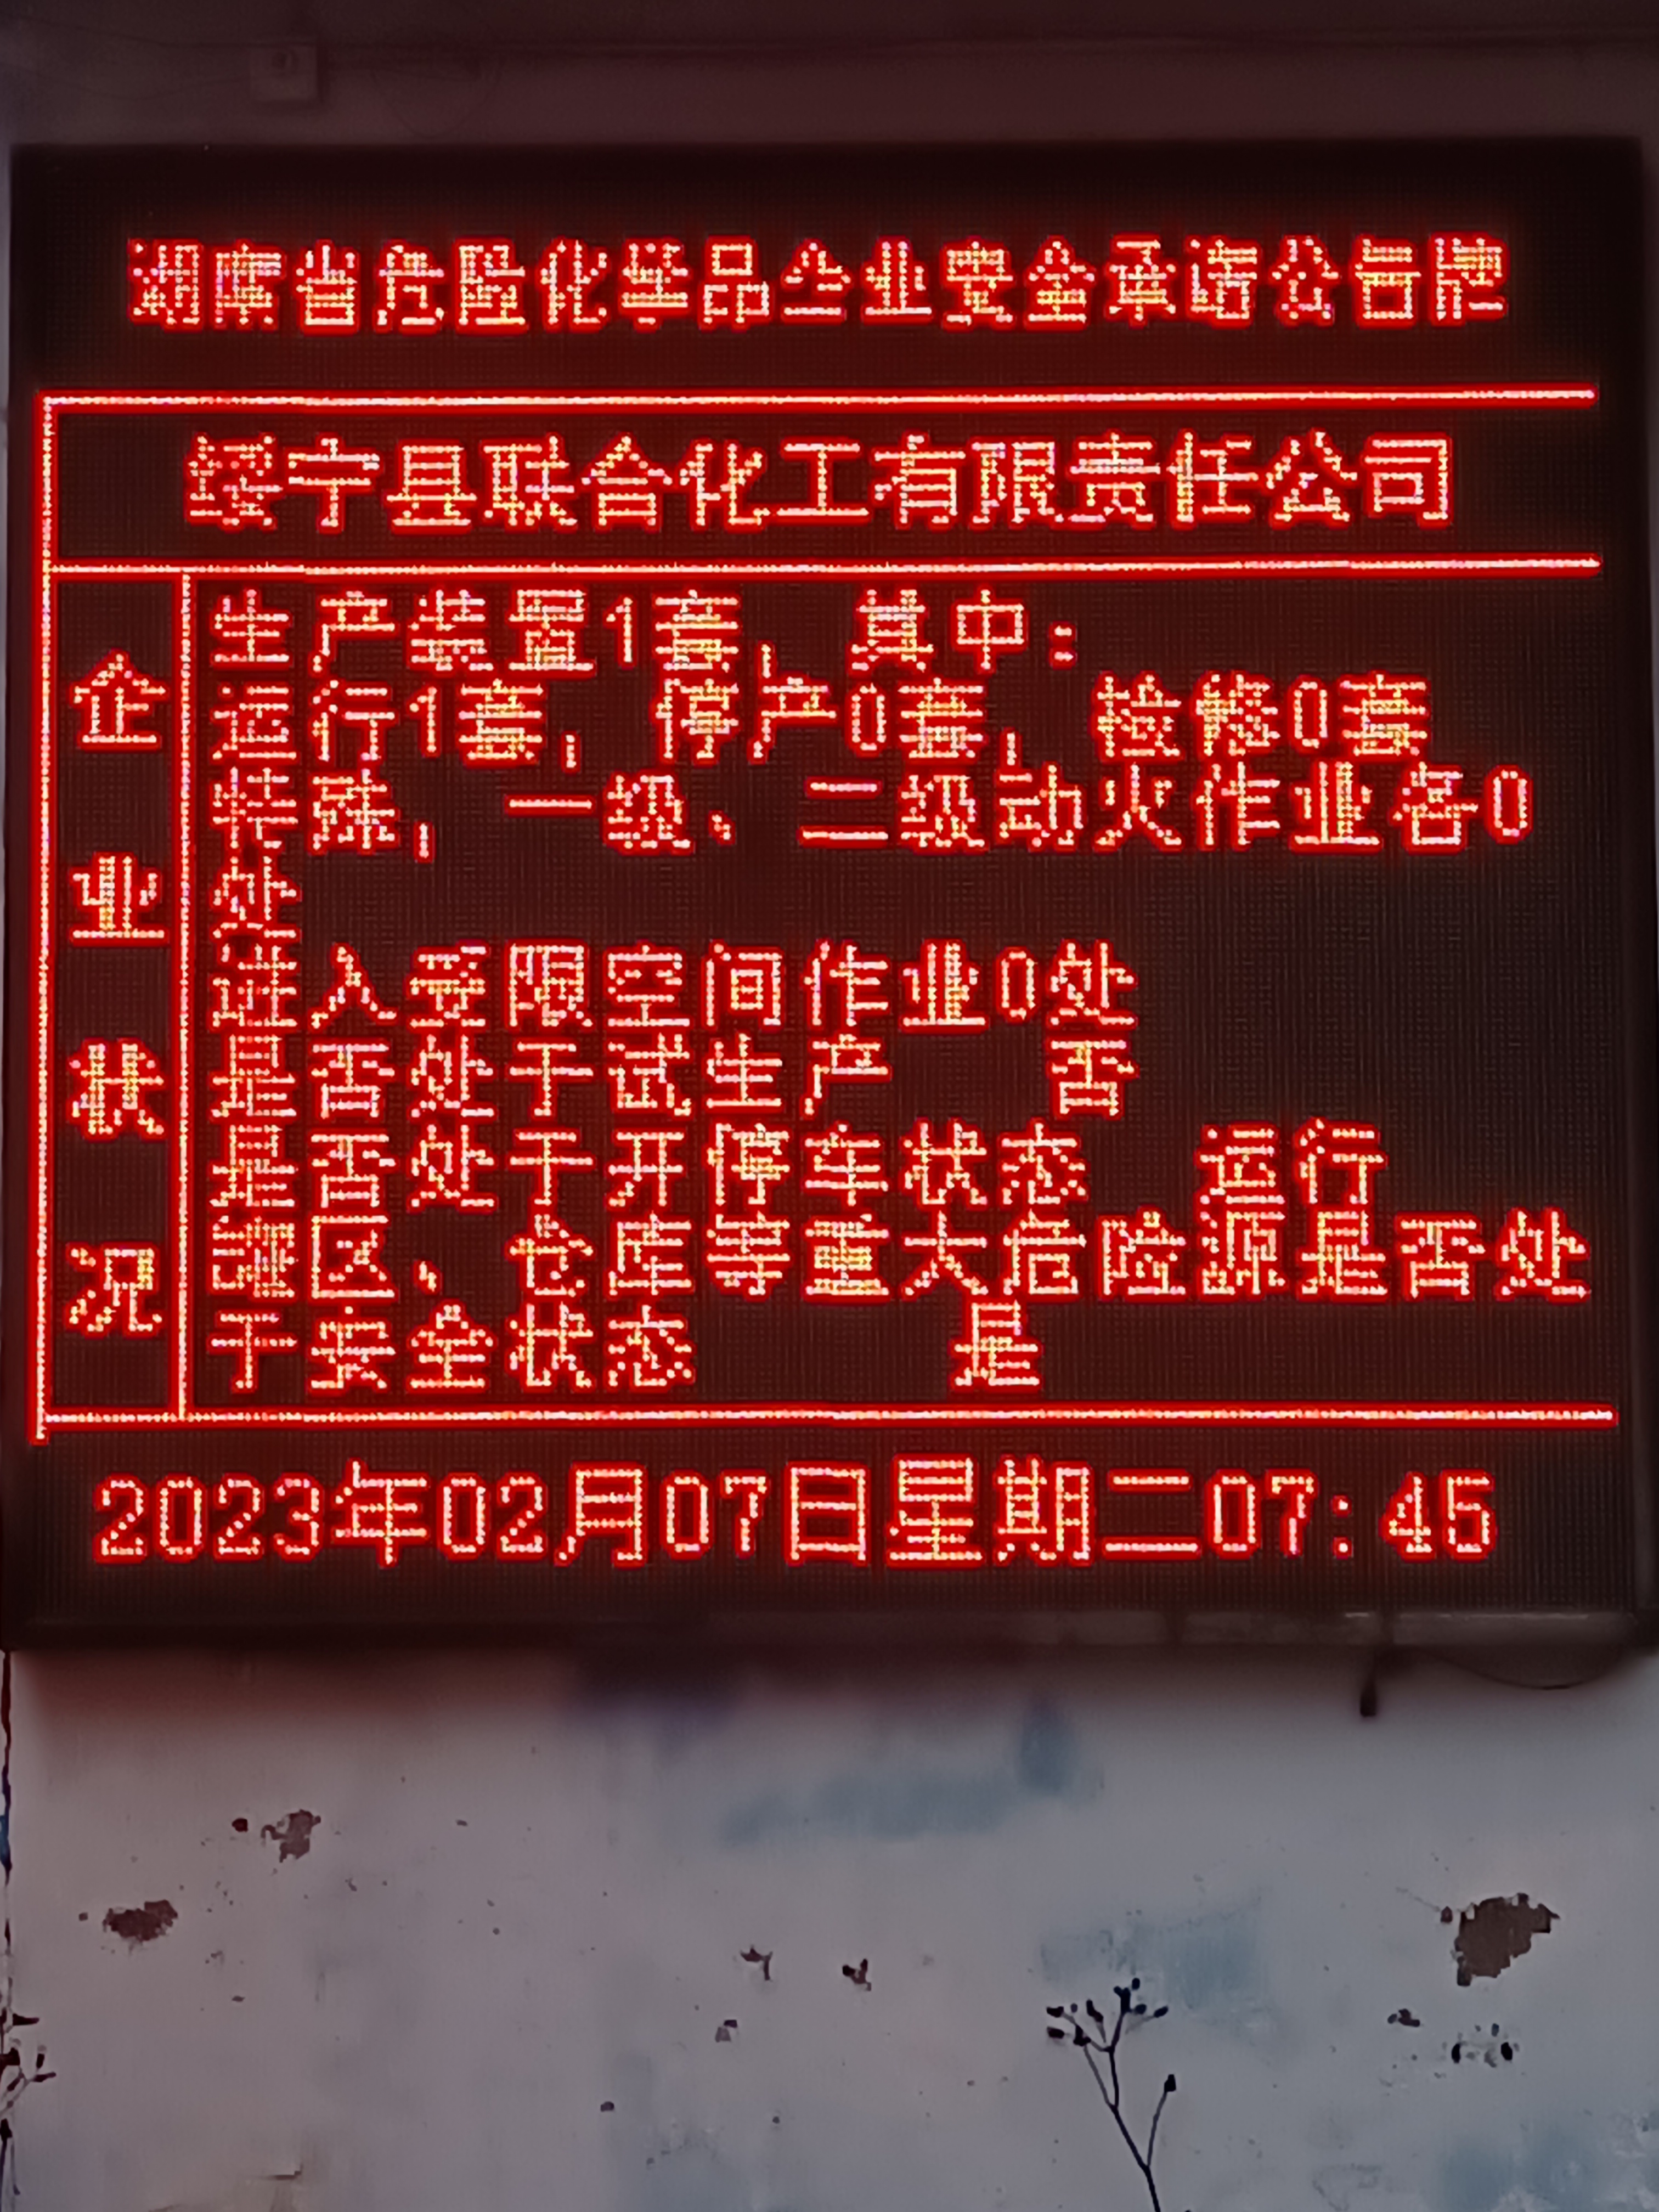 湖南省危险化学品企业安全承诺公告牌
绥宁县联合化工有限责任公司
企业状况
生产装置1套，其中：
运行1套，停产0套，检修0套
特殊，一级、二级动火作业各0
处
进入受限空间作业0处
是否处于试生产 否
是否处于开停车状态 运行
罐区、仓库等重大危险源是否处
于安全状态 是
2023年02月07日星期二07:45